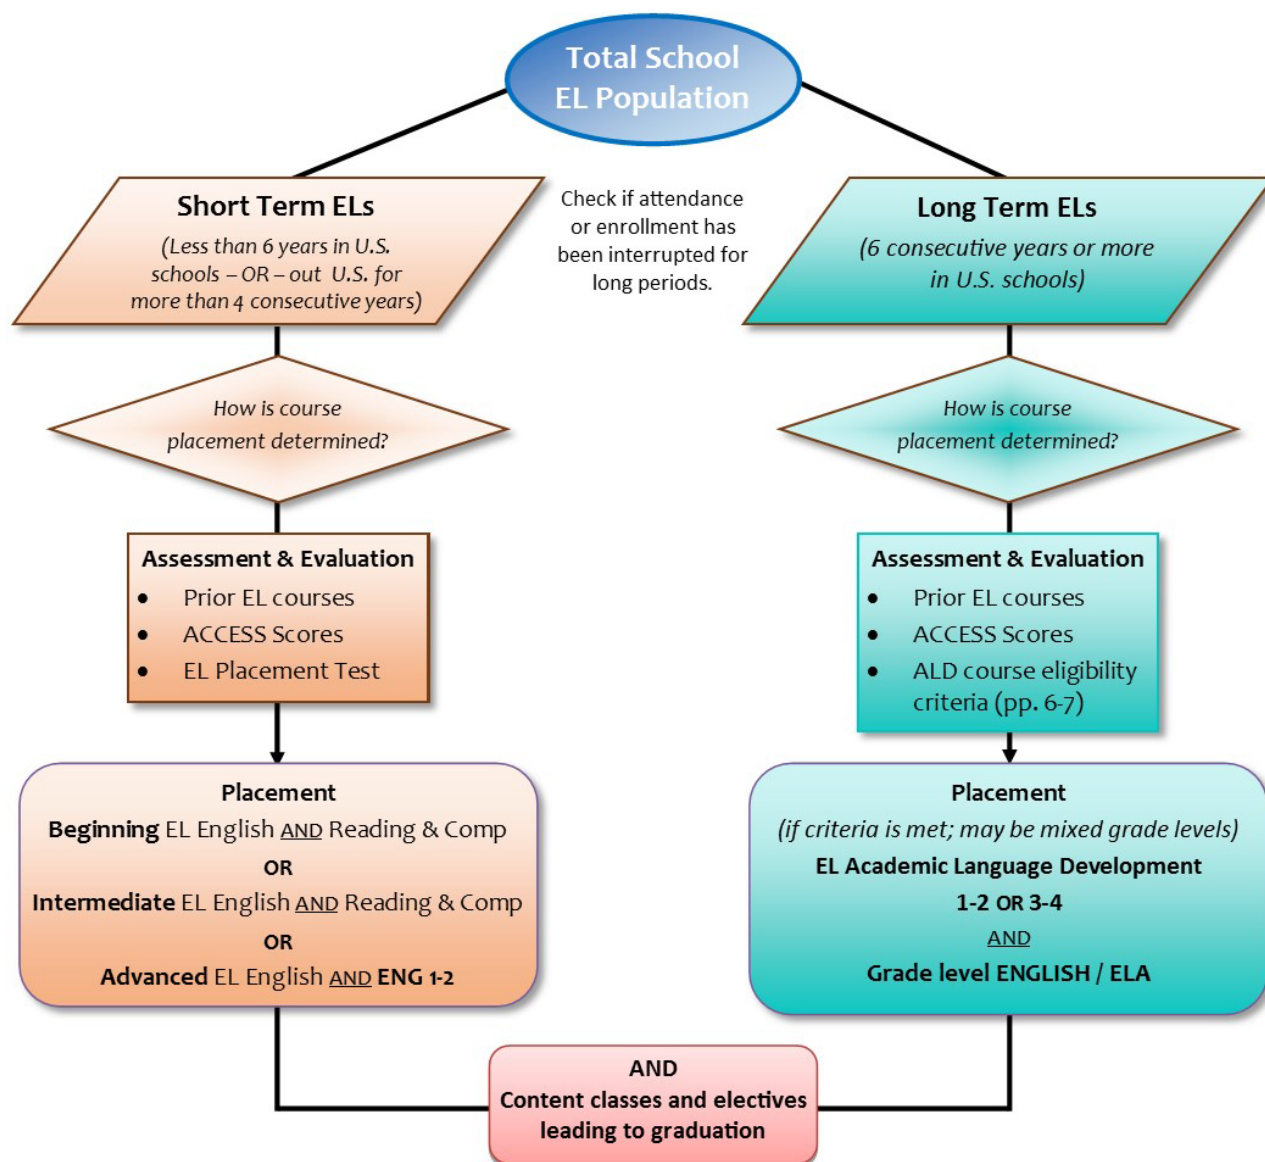 Total School
EL Population
Short Term ELs
(Less than 6 years in U.S.
schools – OR – out U.S. for
more than 4 consecutive years)
Check if attendance
or enrollment has
been interrupted for
long periods.
Long Term ELs
(6 consecutive years or more
in U.S. schools)
How is course
placement determined?
How is course
placement determined?
Assessment & Evaluation
• Prior EL courses
• ACCESS Scores
• EL Placement Test
Assessment & Evaluation
• Prior EL courses
• ACCESS Scores
• ALD course eligibility
criteria (pp. 6-7)
Placement
Beginning EL English AND Reading & Comp
OR
Intermediate EL English AND Reading & Comp
OR
Advanced EL English AND ENG 1-2
Placement
(if criteria is met; may be mixed grade levels)
EL Academic Language Development
1-2 OR 3-4
AND
Grade level ENGLISH / ELA
AND
Content classes and electives
leading to graduation